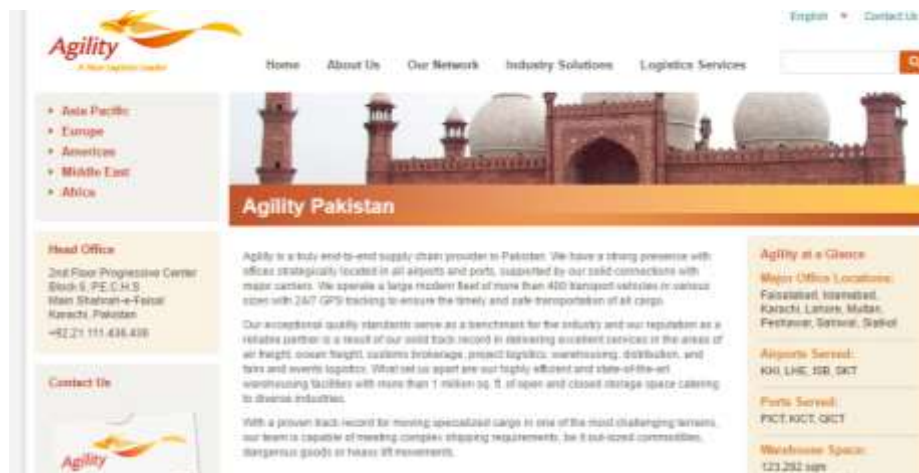 English Contact Us
Agility
A New Logistics Leader
Home About Us Our Network Industry Solutions Logistics Services
Asia Pacific
Europe
Americas
Middle East
Africa
Agility Pakistan
Head Office
2nd Floor Progressive Center
Block 6, P.E.C.H.S
Main Shahrah-e-Faisal
Karachi, Pakistan
+92.21.111.436.436
Contact Us
Agility
Agility is a truly end-to-end supply chain provider in Pakistan. We have a strong presence with
offices strategically located in all airports and ports, supported by our solid connections with
major carriers. We operate a large modern fleet of more than 400 transport vehicles in various
sizes with 24/7 GPS tracking to ensure the timely and safe transportation of all cargo.
Our exceptional quality standards serve as a benchmark for the industry and our reputation as a
reliable partner is a result of our solid track record in delivering excellent services in the areas of
air freight, ocean freight, customs brokerage, project logistics, warehousing, distribution, and
fairs and events logistics. What set us apart are our highly efficient and state-of-the-art
warehousing facilities with more than 1 million sq. ft. of open and closed storage space catering
to diverse industries.
With a proven track record for moving specialized cargo in one of the most challenging terrains,
our team is capable of meeting complex shipping requirements, be it out-sized commodities,
dangerous goods or heavy lift movements.
Agility at a Glance
Major Office Locations:
Faisalabad, Islamabad,
Karachi, Lahore, Multan,
Peshawar, Sahiwal, Sialkot
Airports Served:
KHI, LHE, ISB, SKT
Ports Served:
PICT, KICT, QICT
Warehouse Space:
123,292 sqm